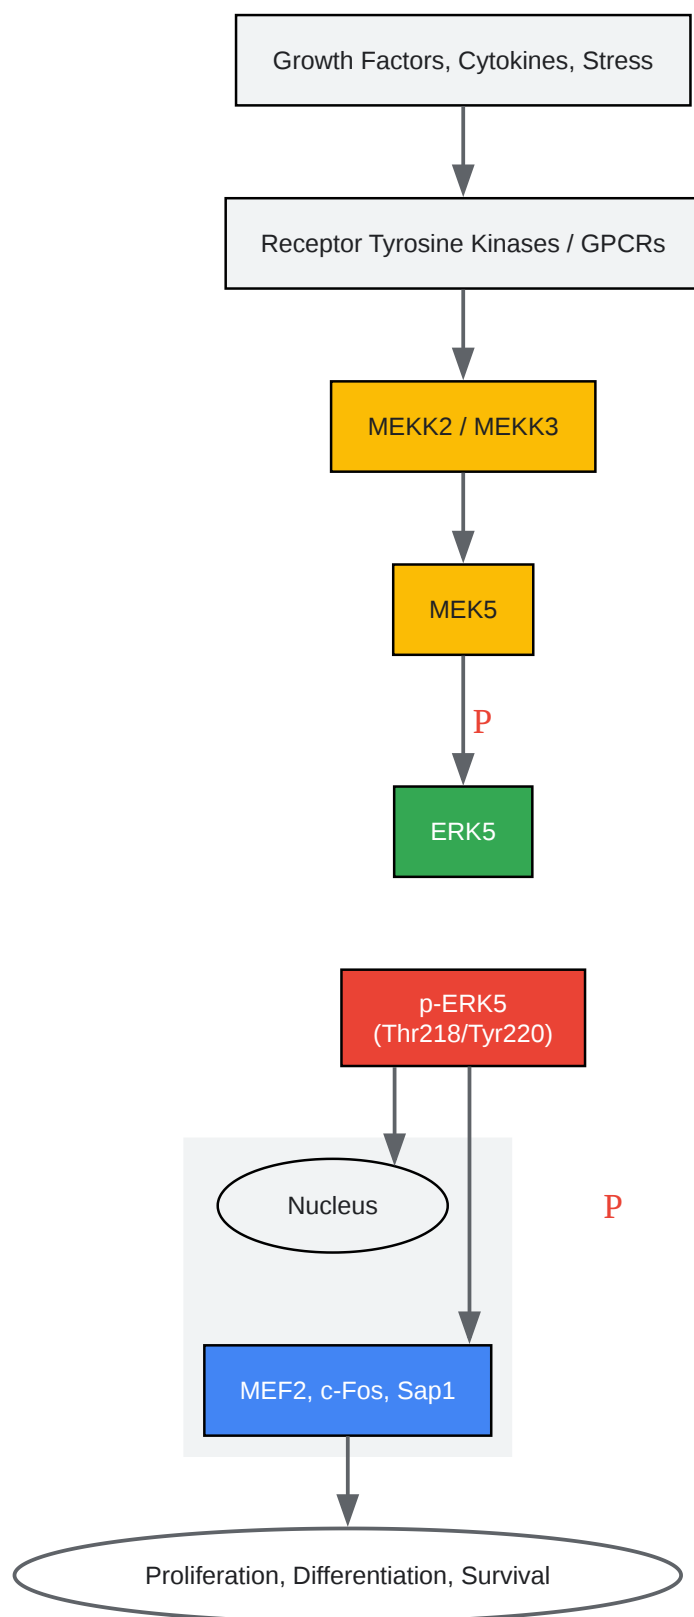 Growth Factors, Cytokines, Stress
Receptor Tyrosine Kinases / GPCRs
MEKK2 / MEKK3
MEK5
P
ERK5
p-ERK5
(Thr218/Tyr220)
Nucleus
P
MEF2, c-Fos, Sap1
Proliferation, Differentiation, Survival